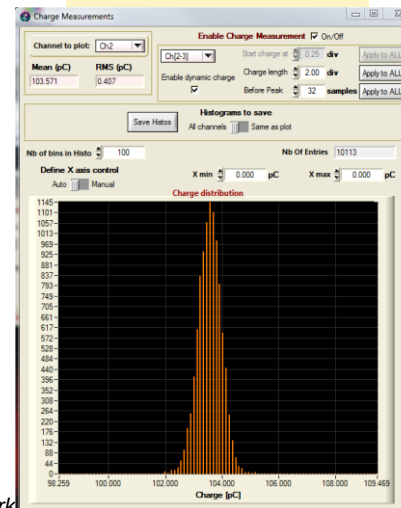 Charge Measurements
Enable Charge Measurement On/Off
Channel to plot: Ch2
Mean (pC) RMS (pC)
103.571 0.407
Ch[2-3] Start charge at 0.25 div Apply to ALL
Enable dynamic charge Charge length 2.00 div Apply to ALL
Before Peak 32 samples Apply to ALL
Save Histos
Histograms to save
All channels Same as plot
Nb of bins in Histo 100 Nb Of Entries 10113
Define X axis control
Auto Manual X min 0.000 pC X max 0.000 pC
Charge distribution
1145
1101
1057
1013
969
925
881
837
793
749
705
661
617
572
528
484
440
396
352
308
264
220
176
132
88
44
0
98.259 100.000 102.000 104.000 106.000 108.000 109.469
Charge [pC]
rk